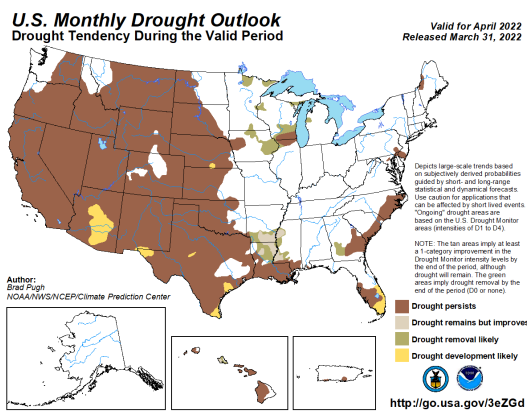 U.S. Monthly Drought Outlook
Drought Tendency During the Valid Period
Valid for April 2022
Released March 31, 2022
Depicts large-scale trends based
on subjectively derived probabilities
guided by short- and long-range
statistical and dynamical forecasts.
Use caution for applications that
can be affected by short lived events.
"Ongoing" drought areas are
based on the U.S. Drought Monitor
areas (intensities of D1 to D4).
NOTE: The tan areas imply at least
a 1-category improvement in the
Drought Monitor intensity levels by
the end of the period, although
drought will remain. The green
areas imply drought removal by the
end of the period (D0 or none).
Author:
Brad Pugh
NOAA/NWS/NCEP/Climate Prediction Center
Drought persists
Drought remains but improves
Drought removal likely
Drought development likely
http://go.usa.gov/3eZGd